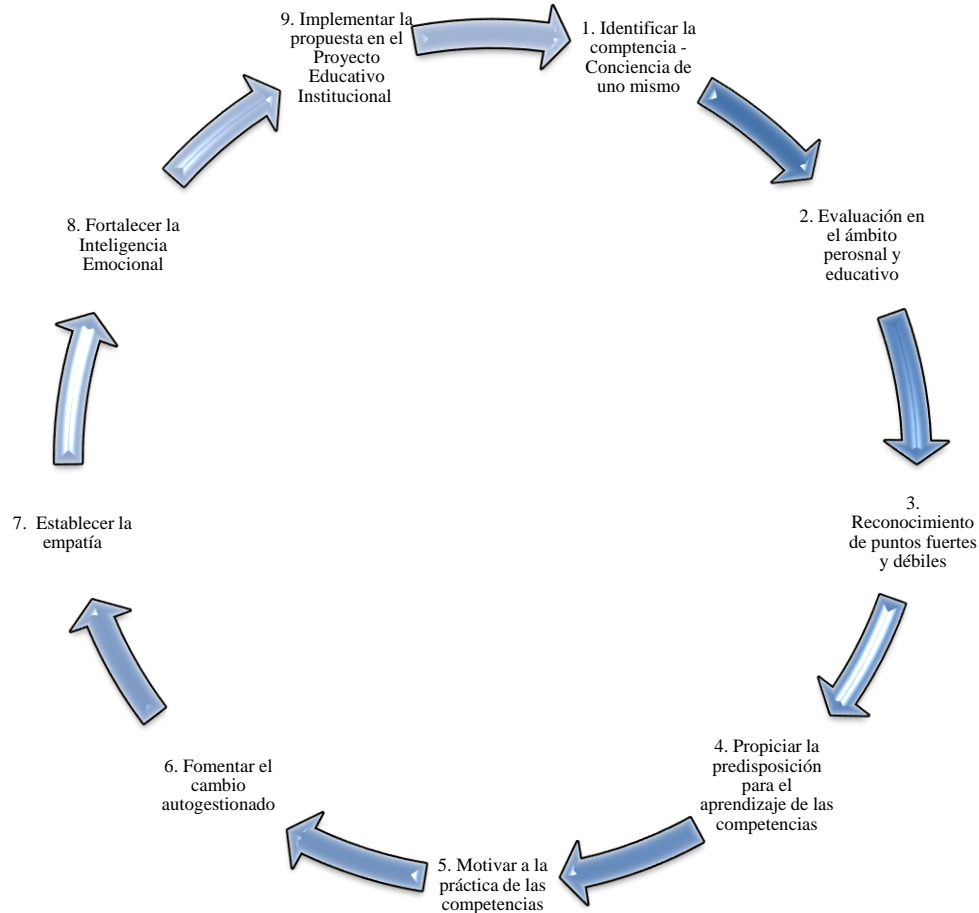 1. Identificar la
comptencia -
Conciencia de
uno mismo
2. Evaluación en
el ámbito
perosnal y
educativo
3.
Reconocimiento
de puntos fuertes
y débiles
4. Propiciar la
predisposición
para el
aprendizaje de las
competencias
5. Motivar a la
práctica de las
competencias
6. Fomentar el
cambio
autogestionado
7. Establecer la
empatía
8. Fortalecer la
Inteligencia
Emocional
9. Implementar la
propuesta en el
Proyecto
Educativo
Institucional